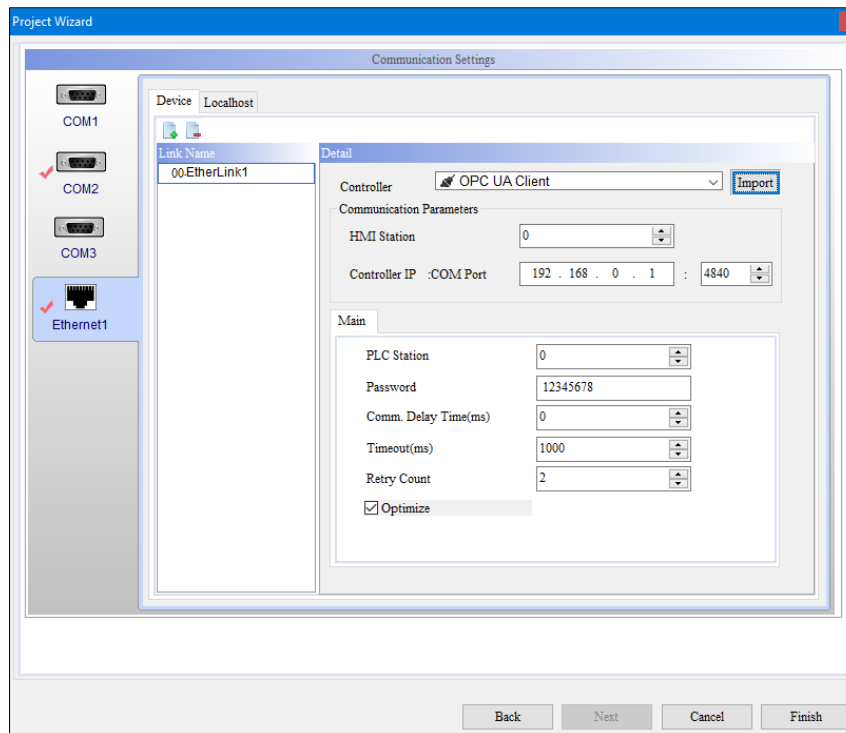 Project Wizard
Communication Settings
COM1
COM2
COM3
Ethernet1
Device Localhost
Link Name
00.EtherLink1
Detail
Controller OPC UA Client Import
Communication Parameters
HMI Station 0
Controller IP :COM Port 192 . 168 . 0 . 1 : 4840
Main
PLC Station 0
Password 12345678
Comm. Delay Time(ms) 0
Timeout(ms) 1000
Retry Count 2
Optimize
Back Next Cancel Finish